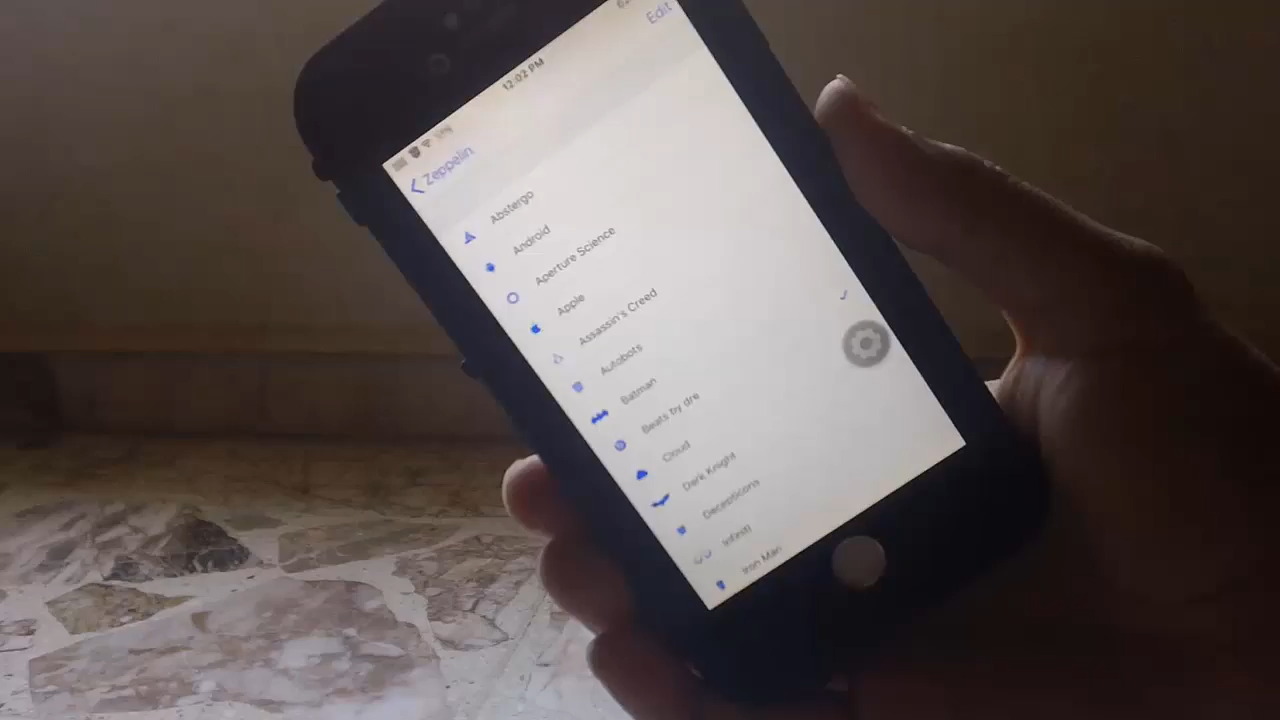 12:02 PM
Edit
Zeppelin
Abstergo
Android
Aperture Science
Apple
Assassin's Creed
Autobots
Batman
Beats by dre
Cloud
Dark Knight
Decepticons
Infiniti
Iron Man